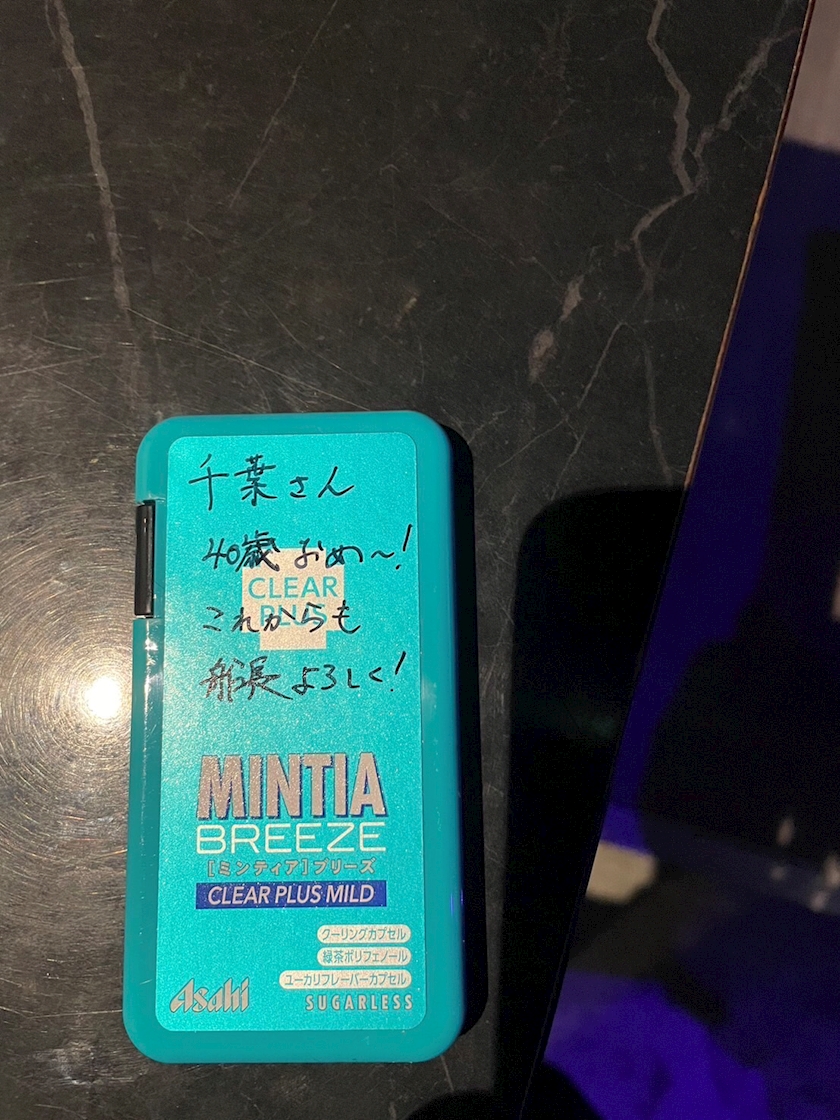 千葉さん
40歳 おめ〜!
CLEAR
PLUS
これからも
船長よろしく!
MINTIA
BREEZE
[ミンティア]ブリーズ
CLEAR PLUS MILD
クーリングカプセル
緑茶ポリフェノール
ユーカリフレーバーカプセル
Asahi
SUGARLESS